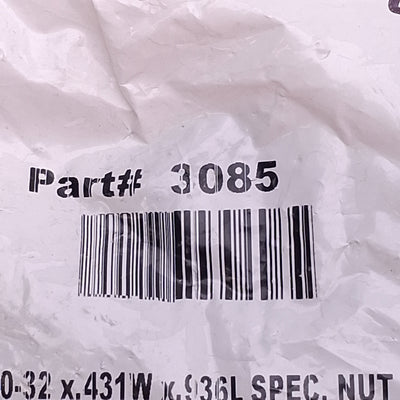 Part# 3085
0-32 x.431W x.936L SPEC. NUT